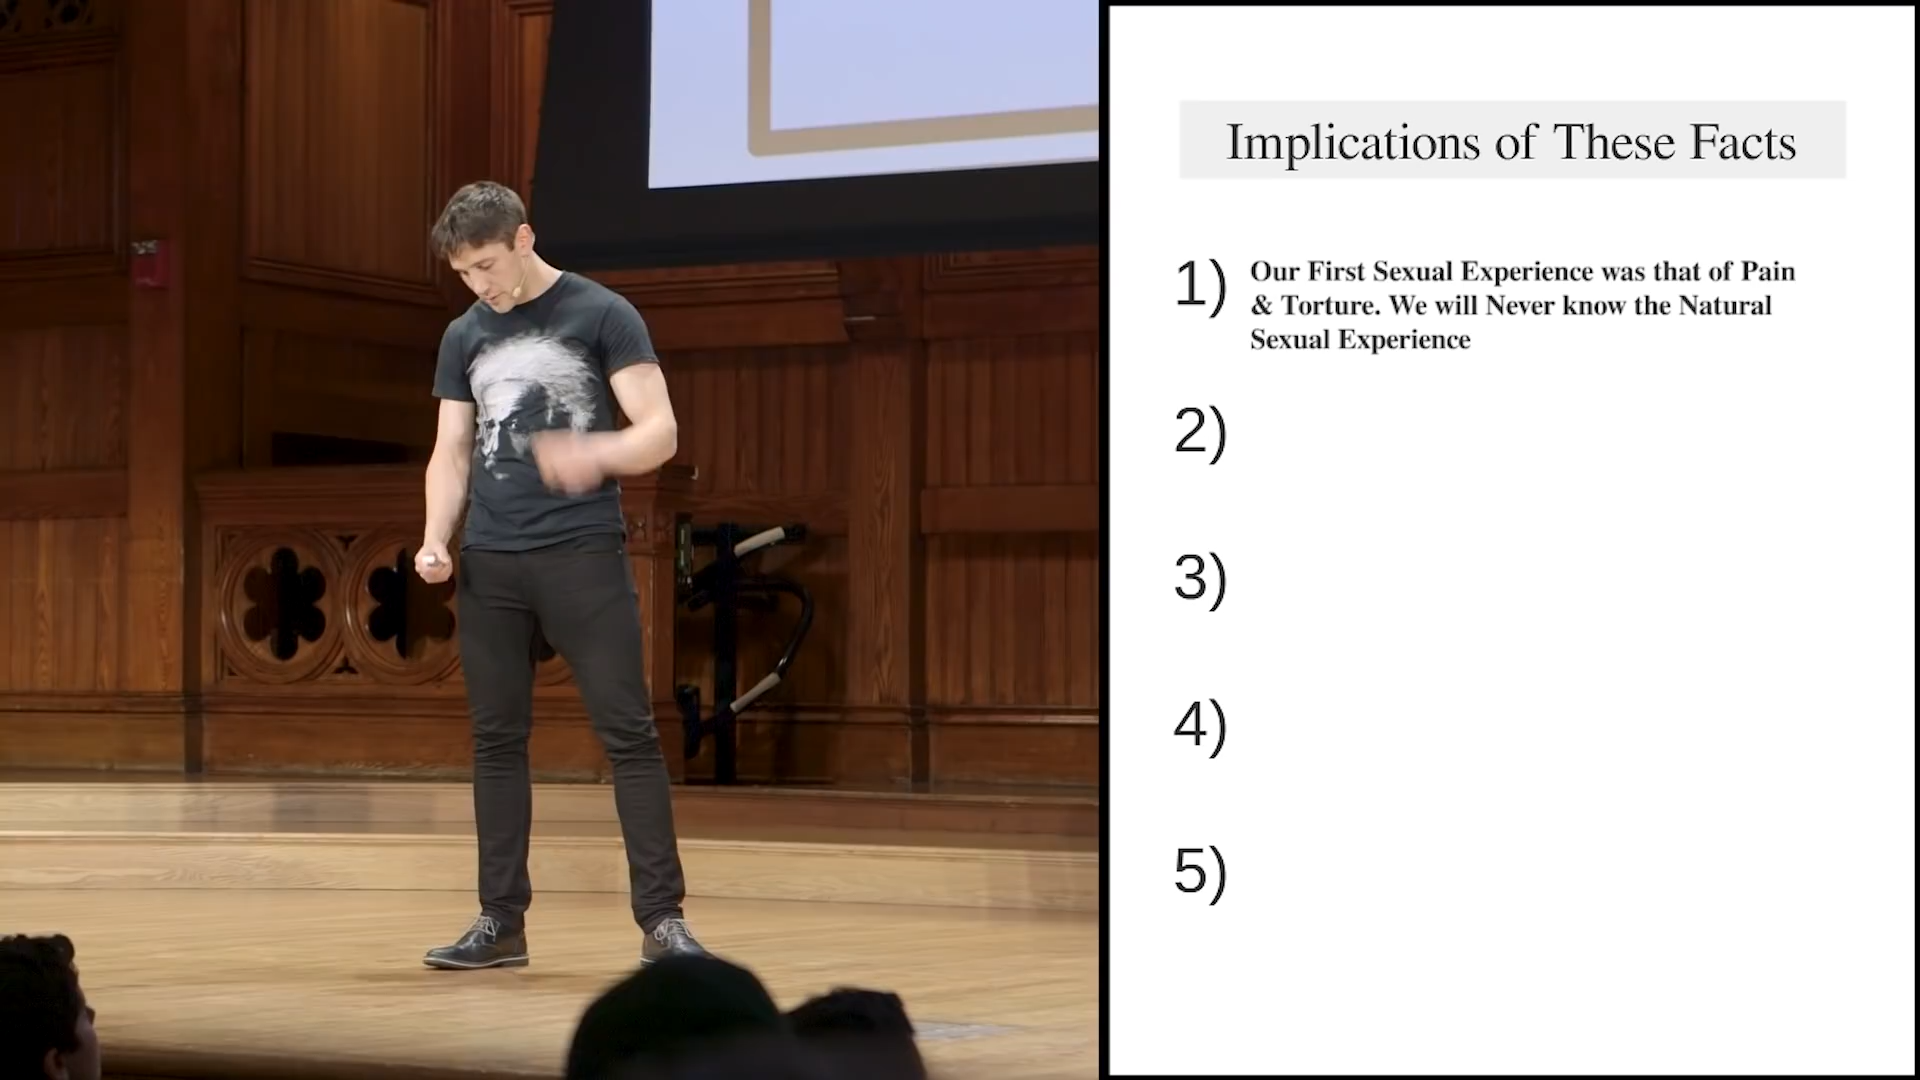 Implications of These Facts
1) Our First Sexual Experience was that of Pain
& Torture. We will Never know the Natural
Sexual Experience
2)
3)
4)
5)